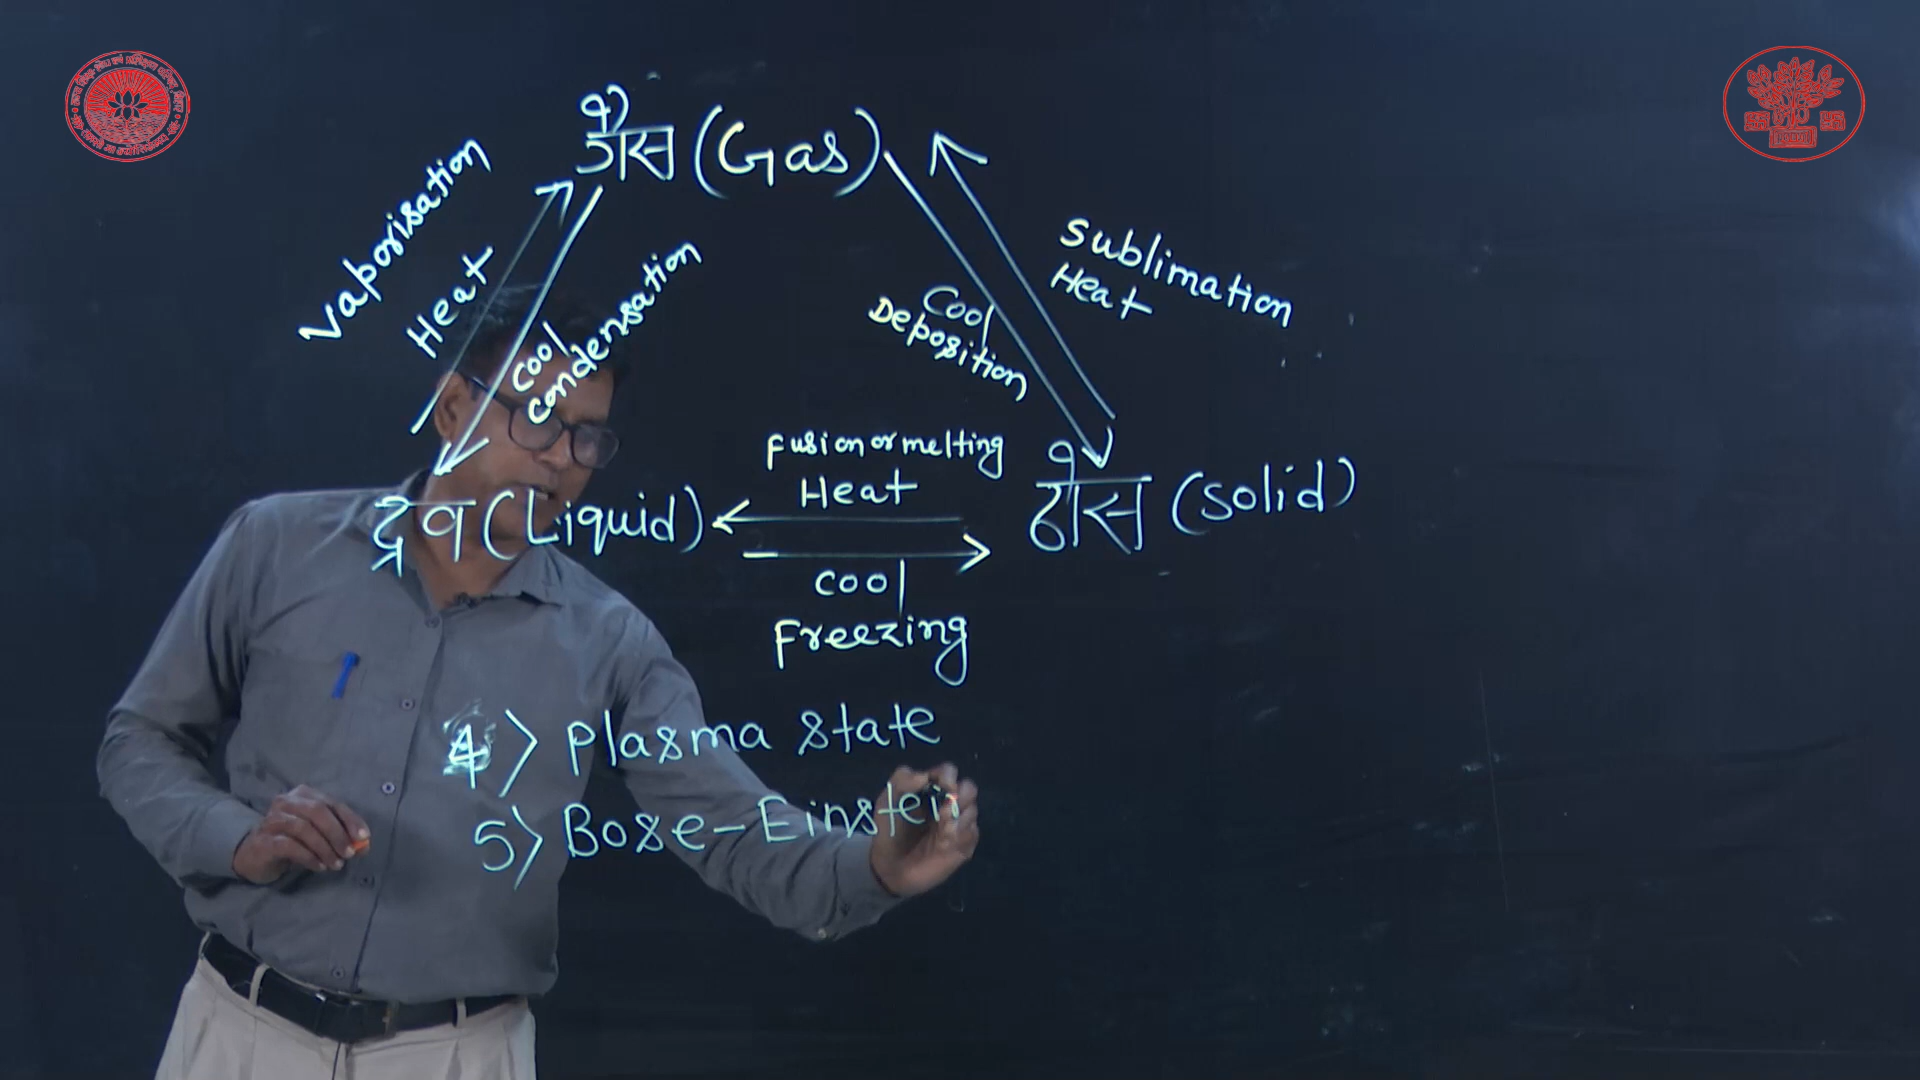 गैस (Gas)
Vaporisation
Heat
Cool
Condensation
Sublimation
Heat
Cool
Deposition
Fusion or melting
Heat
द्रव (Liquid)
ठोस (Solid)
Cool
Freezing
4) Plasma state
5) Bose-Einstein